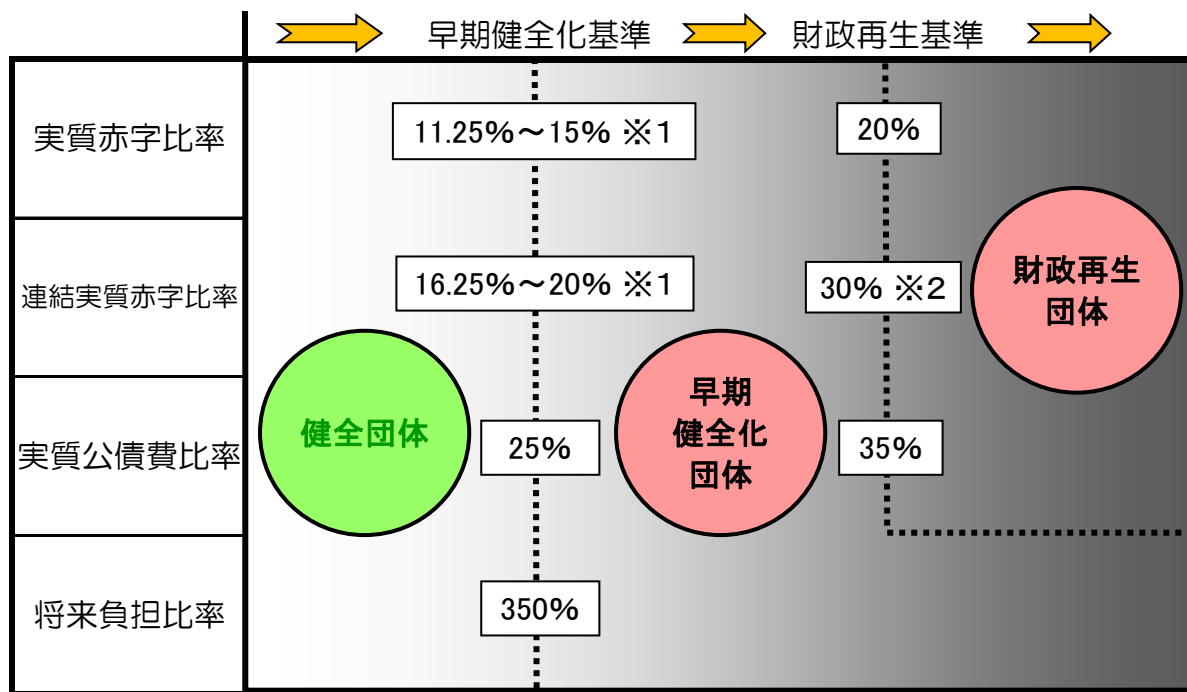 早期健全化基準 財政再生基準
実質赤字比率 11.25%～15% ※1 20%
連結実質赤字比率 16.25%～20% ※1 30% ※2
財政再生
団体
実質公債費比率 25% 35%
健全団体
早期
健全化
団体
将来負担比率 350%